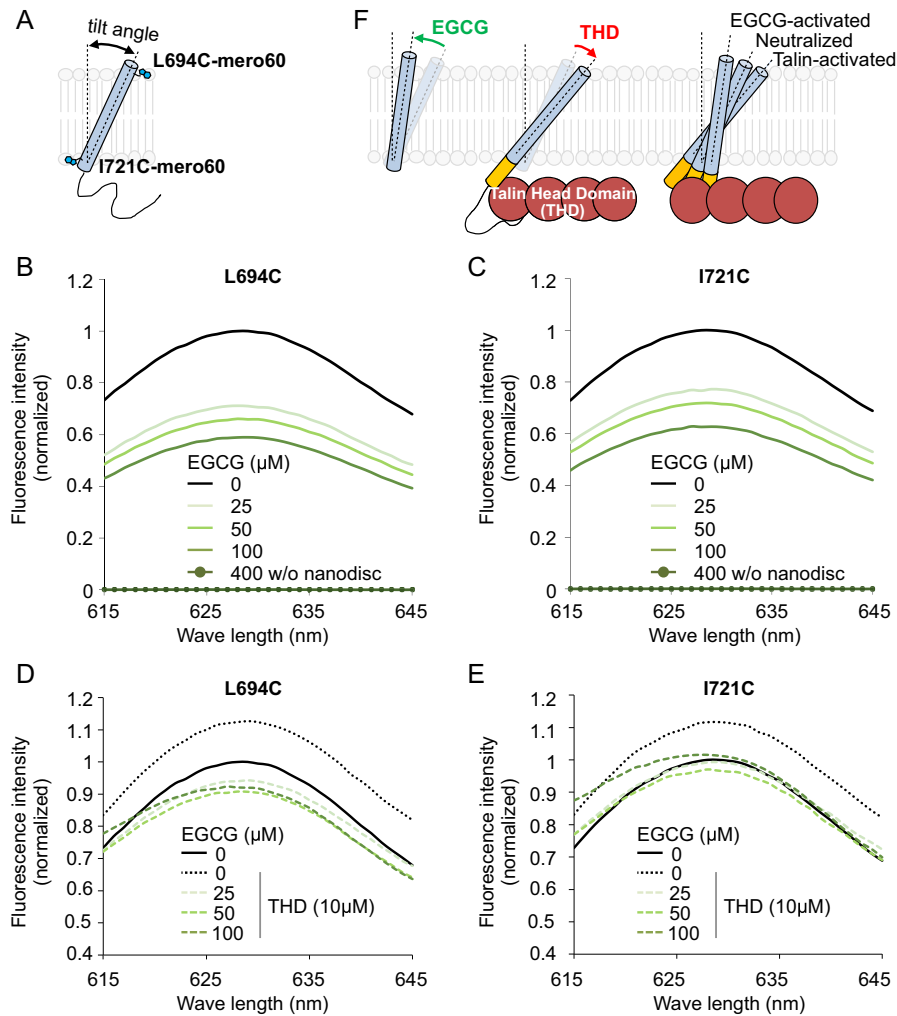 A
tilt angle
L694C-mero60
I721C-mero60
F
EGCG
THD
EGCG-activated
Neutralized
Talin-activated
Talin Head Domain
(THD)
B
L694C
Fluorescence intensity
(normalized)
1.2
1
0.8
0.6
0.4
0.2
0
EGCG (μM)
0
25
50
100
400 w/o nanodisc
615
625
635
645
Wave length (nm)
C
I721C
Fluorescence intensity
(normalized)
1.2
1
0.8
0.6
0.4
0.2
0
EGCG (μM)
0
25
50
100
400 w/o nanodisc
615
625
635
645
Wave length (nm)
D
L694C
Fluorescence intensity
(normalized)
1.2
1.1
1
0.9
0.8
0.7
0.6
0.5
0.4
EGCG (μM)
0
0
25
50
100
THD (10μM)
615
625
635
645
Wave length (nm)
E
I721C
Fluorescence intensity
(normalized)
1.2
1.1
1
0.9
0.8
0.7
0.6
0.5
0.4
EGCG (μM)
0
0
25
50
100
THD (10μM)
615
625
635
645
Wave length (nm)